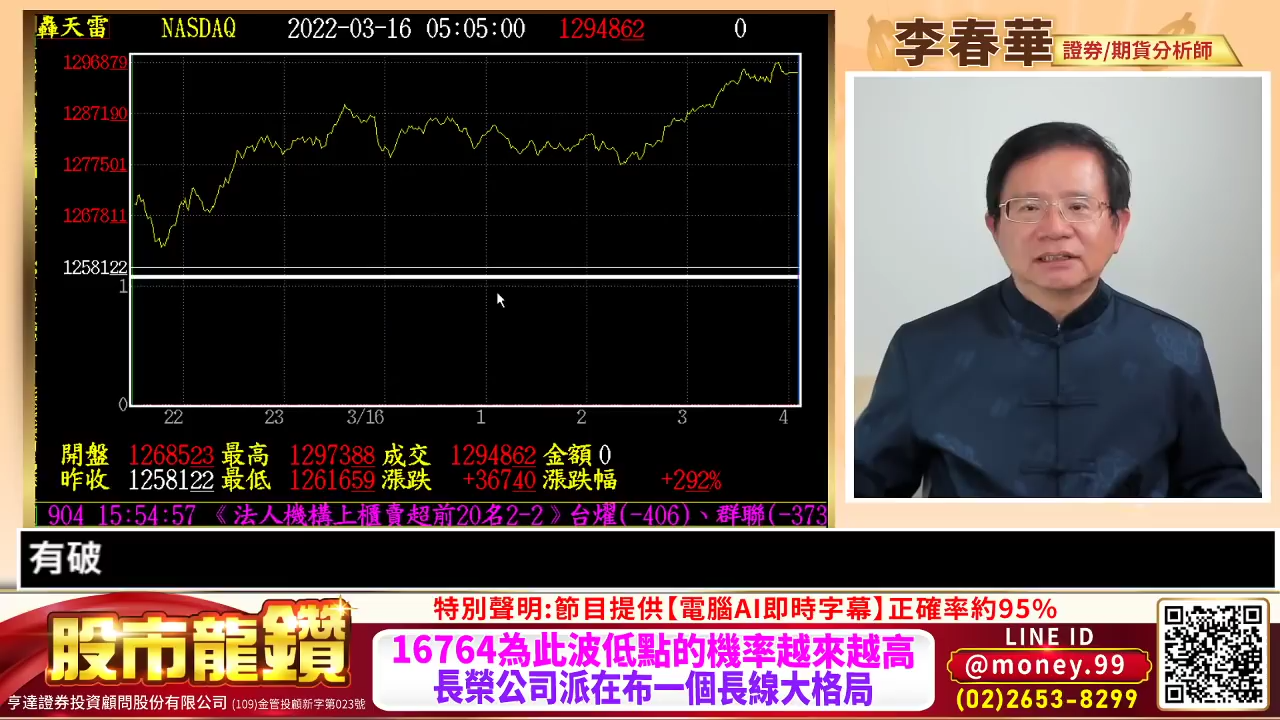 轟天雷 NASDAQ 2022-03-16 05:05:00 1294862 0
李春華 證券/期貨分析師
1296879
1287190
1277501
1267811
1258122
1
0
22 23 3/16 1 2 3 4
開盤 1268523 最高 1297388 成交 1294862 金額 0
昨收 1258122 最低 1261659 漲跌 +36740 漲跌幅 +292%
904 15:54:57 《法人機構上櫃賣超前20名2-2》台燿(-406)、群聯(-373
有破
特別聲明:節目提供【電腦AI即時字幕】正確率約95%
股市龍鑽
16764為此波低點的機率越來越高
長榮公司派在布一個長線大格局
亨達證券投資顧問股份有限公司 (109)金管投顧新字第023號
LINE ID
@money.99
(02)2653-8299